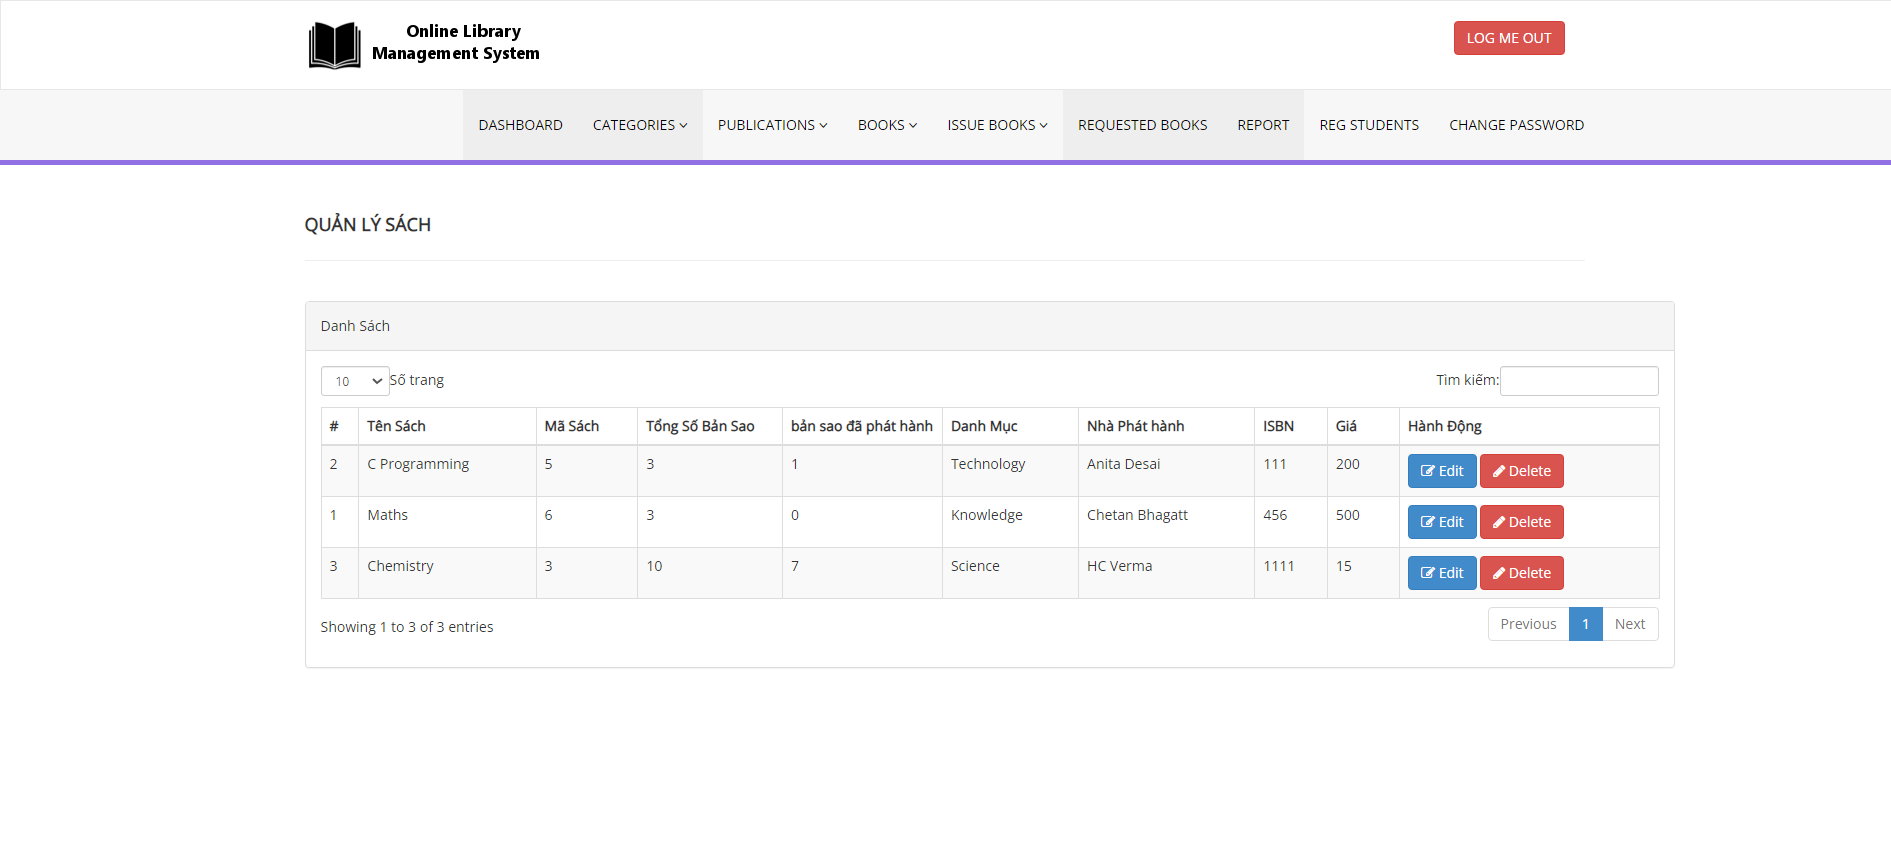 Online Library
Management System
LOG ME OUT
DASHBOARD CATEGORIES PUBLICATIONS BOOKS ISSUE BOOKS REQUESTED BOOKS REPORT REG STUDENTS CHANGE PASSWORD
QUẢN LÝ SÁCH
Danh Sách
10 Số trang Tìm kiếm:
# Tên Sách Mã Sách Tổng Số Bản Sao bản sao đã phát hành Danh Mục Nhà Phát hành ISBN Giá Hành Động
2 C Programming 5 3 1 Technology Anita Desai 111 200 Edit Delete
1 Maths 6 3 0 Knowledge Chetan Bhagatt 456 500 Edit Delete
3 Chemistry 3 10 7 Science HC Verma 1111 15 Edit Delete
Showing 1 to 3 of 3 entries Previous 1 Next